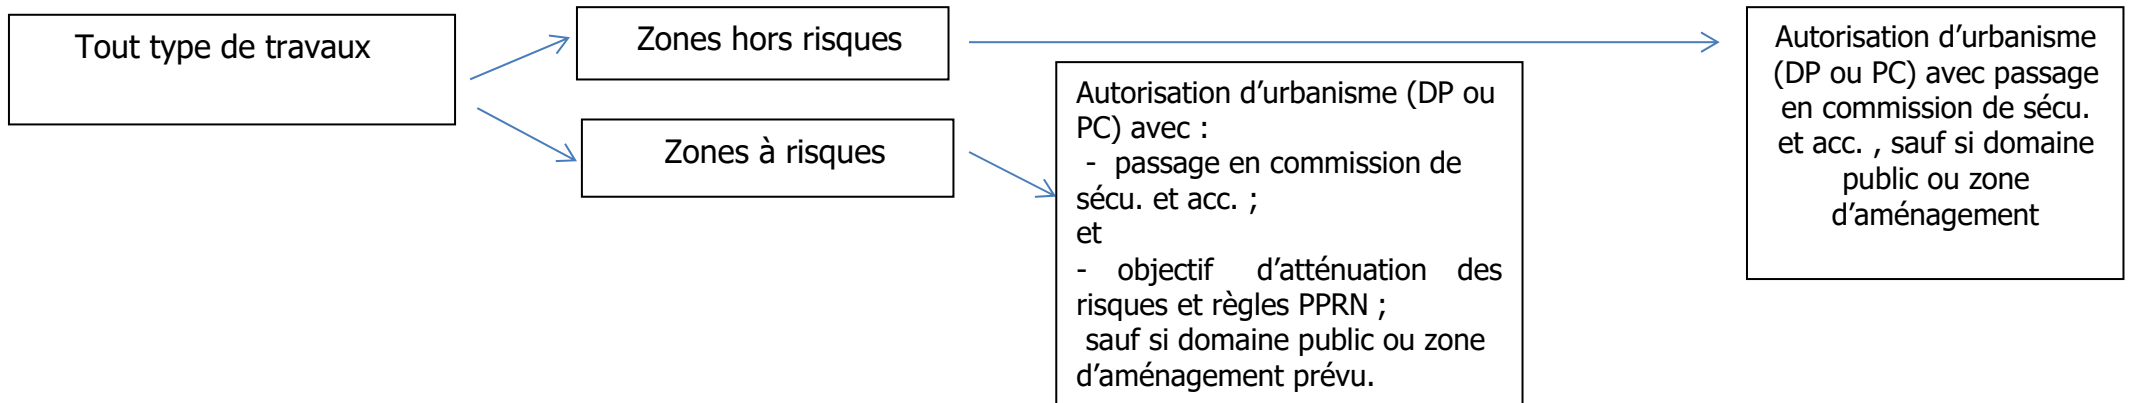 Tout type de travaux
Zones hors risques
Zones à risques
Autorisation d’urbanisme (DP ou
PC) avec :
- passage en commission de
sécu. et acc. ;
et
- objectif d’atténuation des
risques et règles PPRN ;
sauf si domaine public ou zone
d’aménagement prévu.
Autorisation d’urbanisme
(DP ou PC) avec passage
en commission de sécu.
et acc. , sauf si domaine
public ou zone
d’aménagement